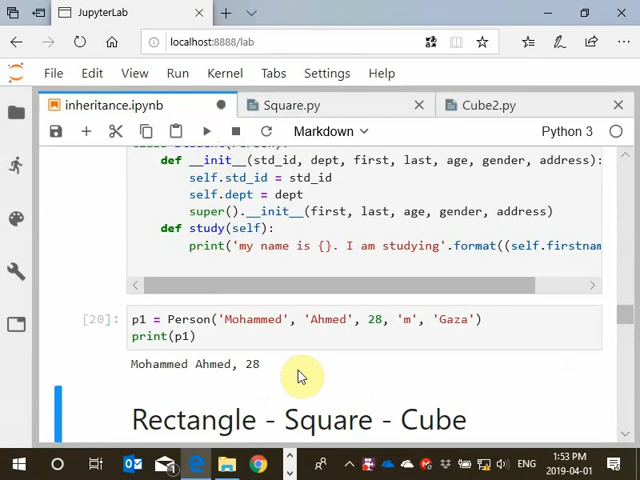 JupyterLab
localhost:8888/lab
File Edit View Run Kernel Tabs Settings Help
inheritance.ipynb Square.py Cube2.py
Markdown Python 3
def __init__(std_id, dept, first, last, age, gender, address):
self.std_id = std_id
self.dept = dept
super().__init__(first, last, age, gender, address)
def study(self):
print('my name is {}. I am studying'.format((self.firstnam
[20]: p1 = Person('Mohammed', 'Ahmed', 28, 'm', 'Gaza')
print(p1)
Mohammed Ahmed, 28
Rectangle - Square - Cube
ENG
1:53 PM
2019-04-01